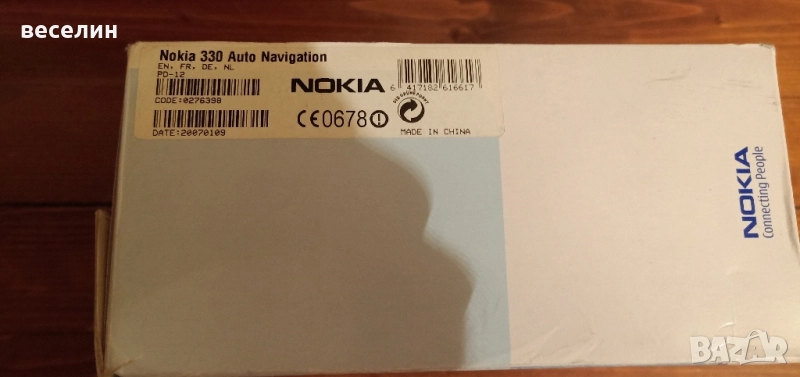 веселин
Nokia 330 Auto Navigation
EN, FR, DE, NL
PD-12
CODE:0276398
DATE:20070109
NOKIA
CE0678
6 417182 616617
MADE IN CHINA
NOKIA
Connecting People
BAZAR